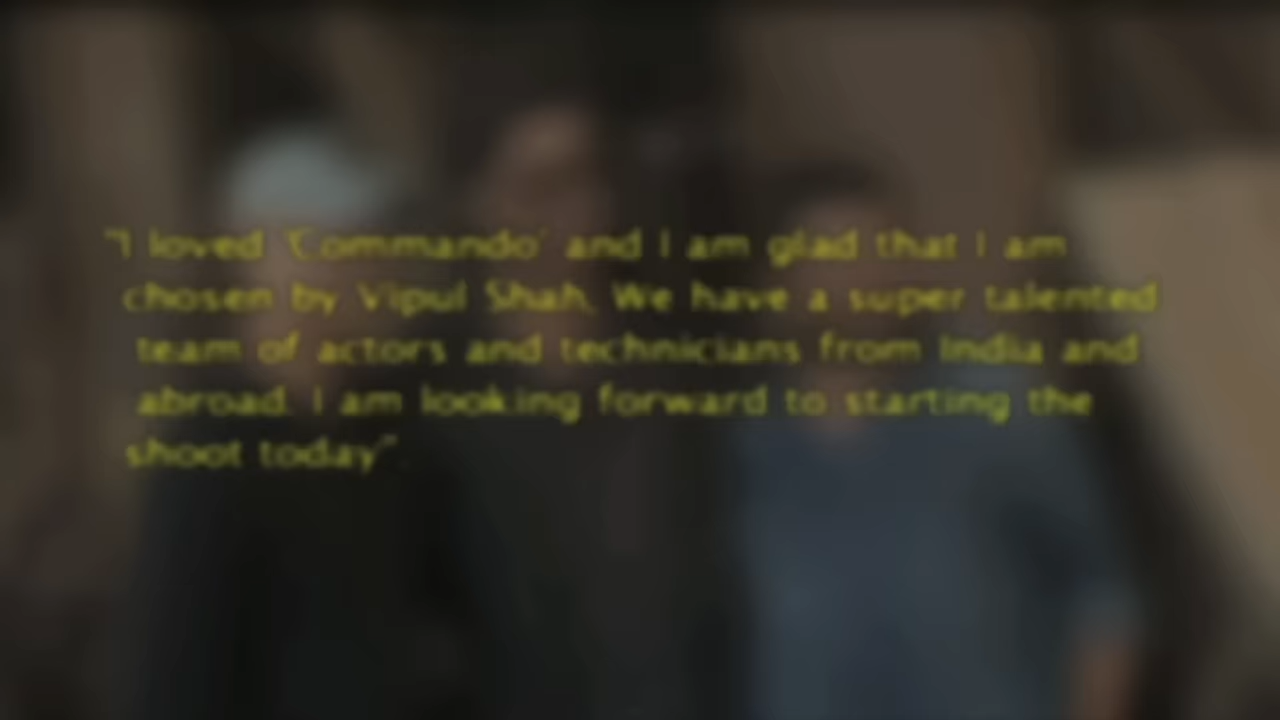 "I loved 'Commando' and I am glad that I am
chosen by Vipul Shah. We have a super talented
team of actors and technicians from India and
abroad. I am looking forward to starting the
shoot today".